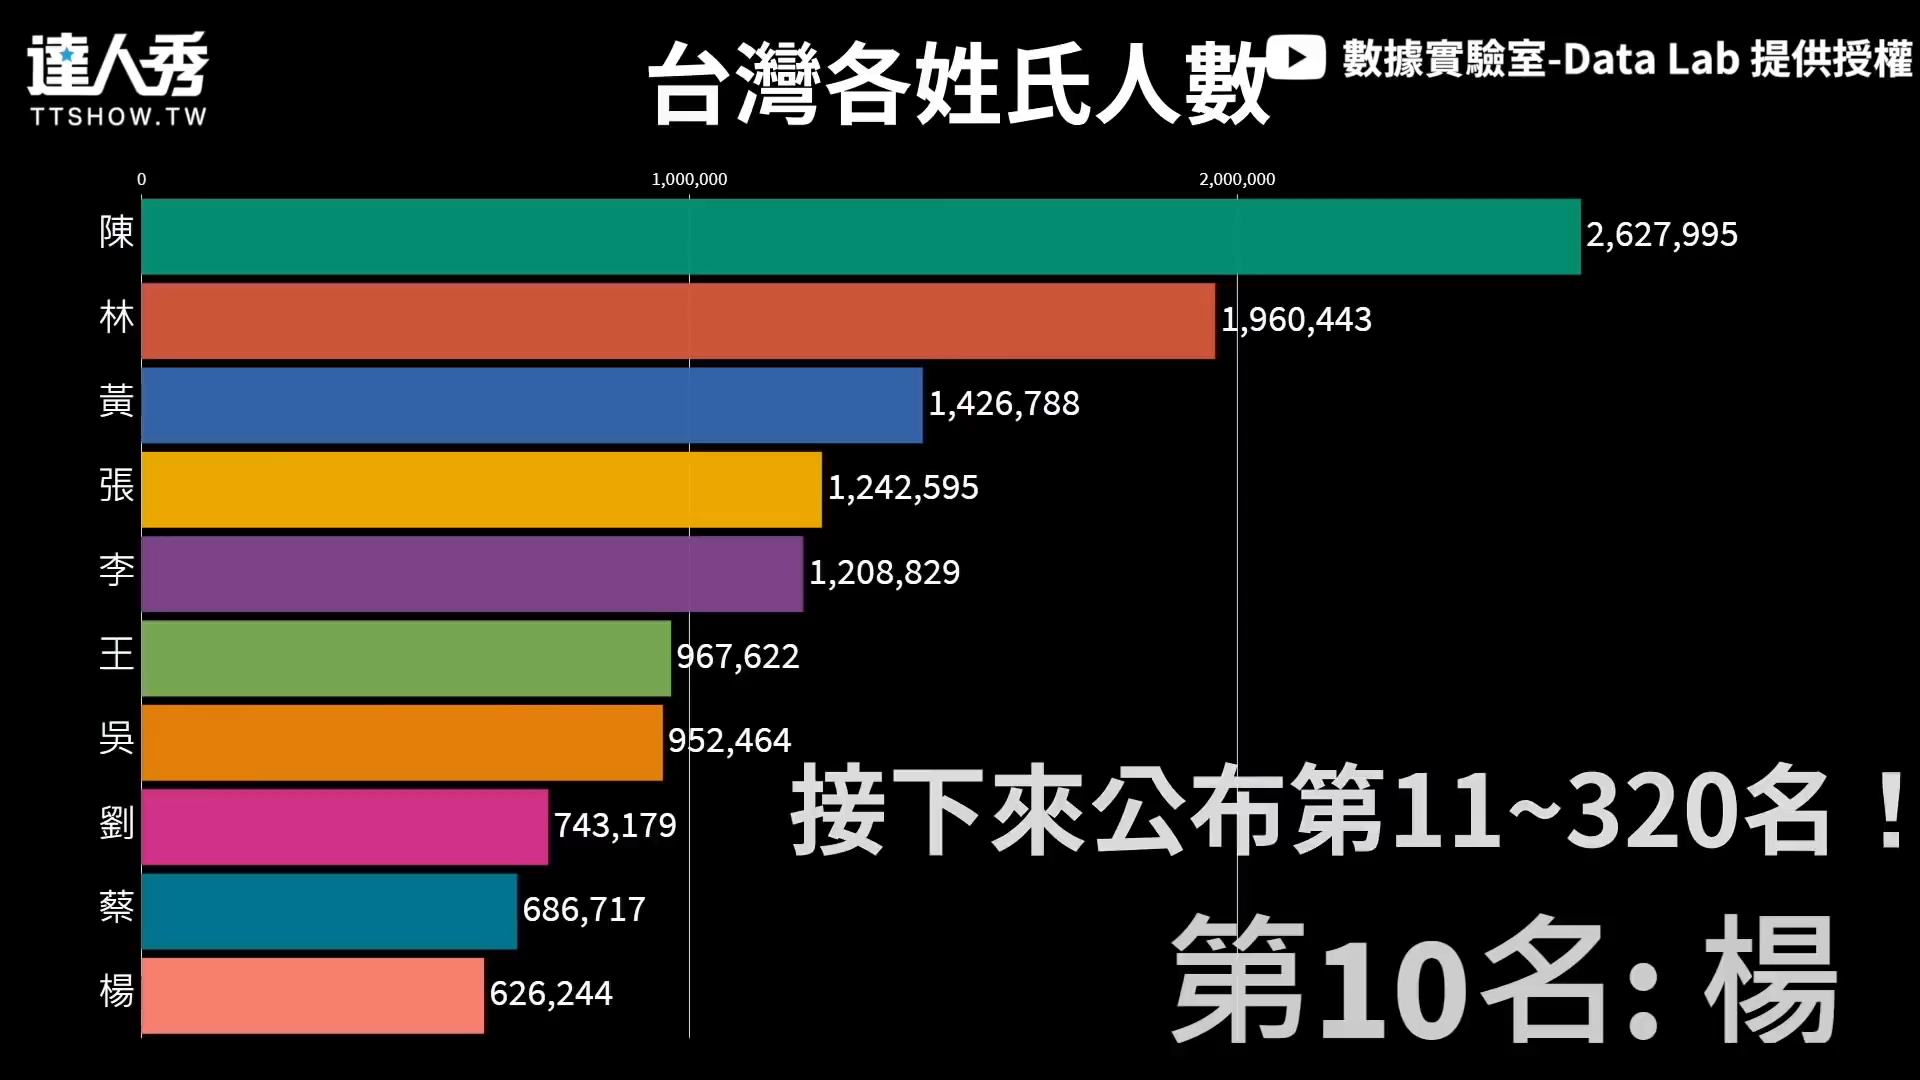 達人秀
TTSHOW.TW
台灣各姓氏人數
數據實驗室-Data Lab 提供授權
0 1,000,000 2,000,000
陳 2,627,995
林 1,960,443
黃 1,426,788
張 1,242,595
李 1,208,829
王 967,622
吳 952,464
劉 743,179
蔡 686,717
楊 626,244
接下來公布第11~320名！
第10名: 楊